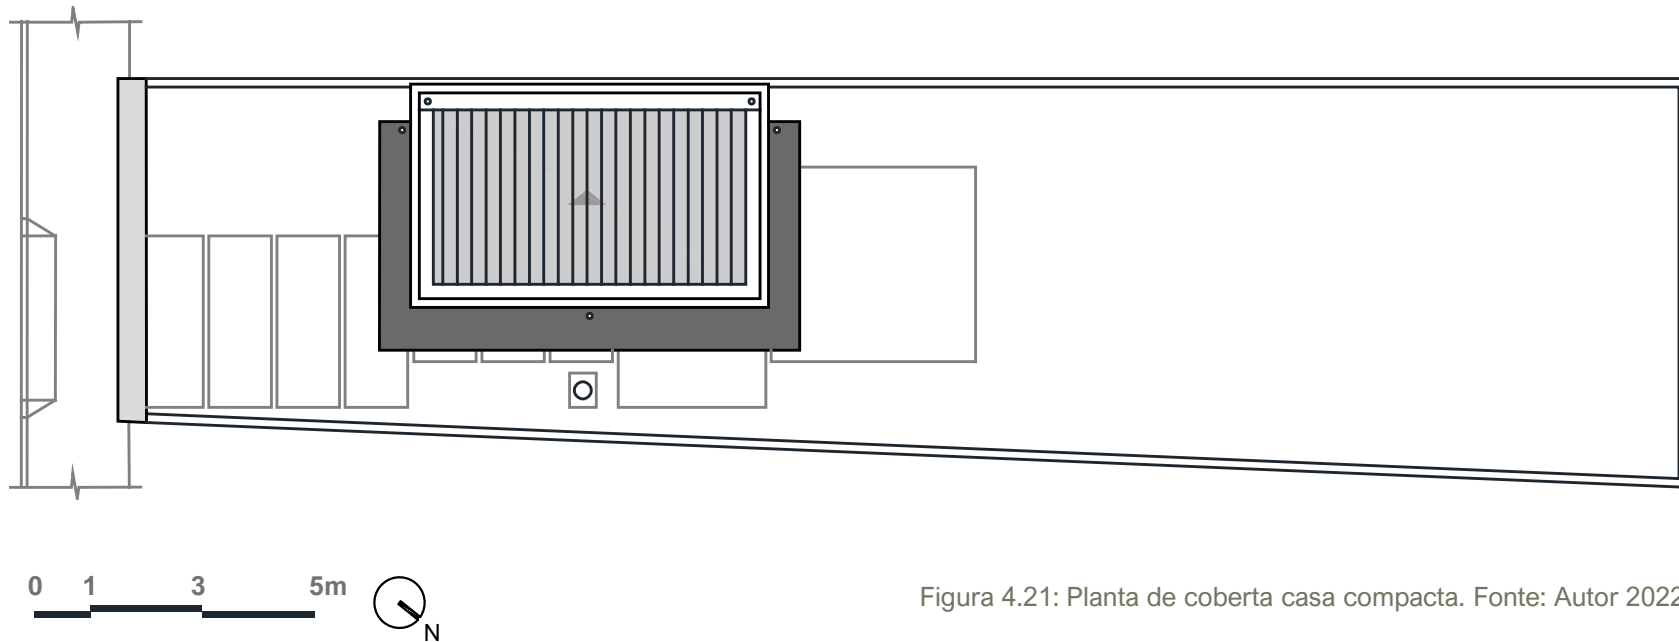 0 1 3 5m
N
Figura 4.21: Planta de coberta casa compacta. Fonte: Autor 2022